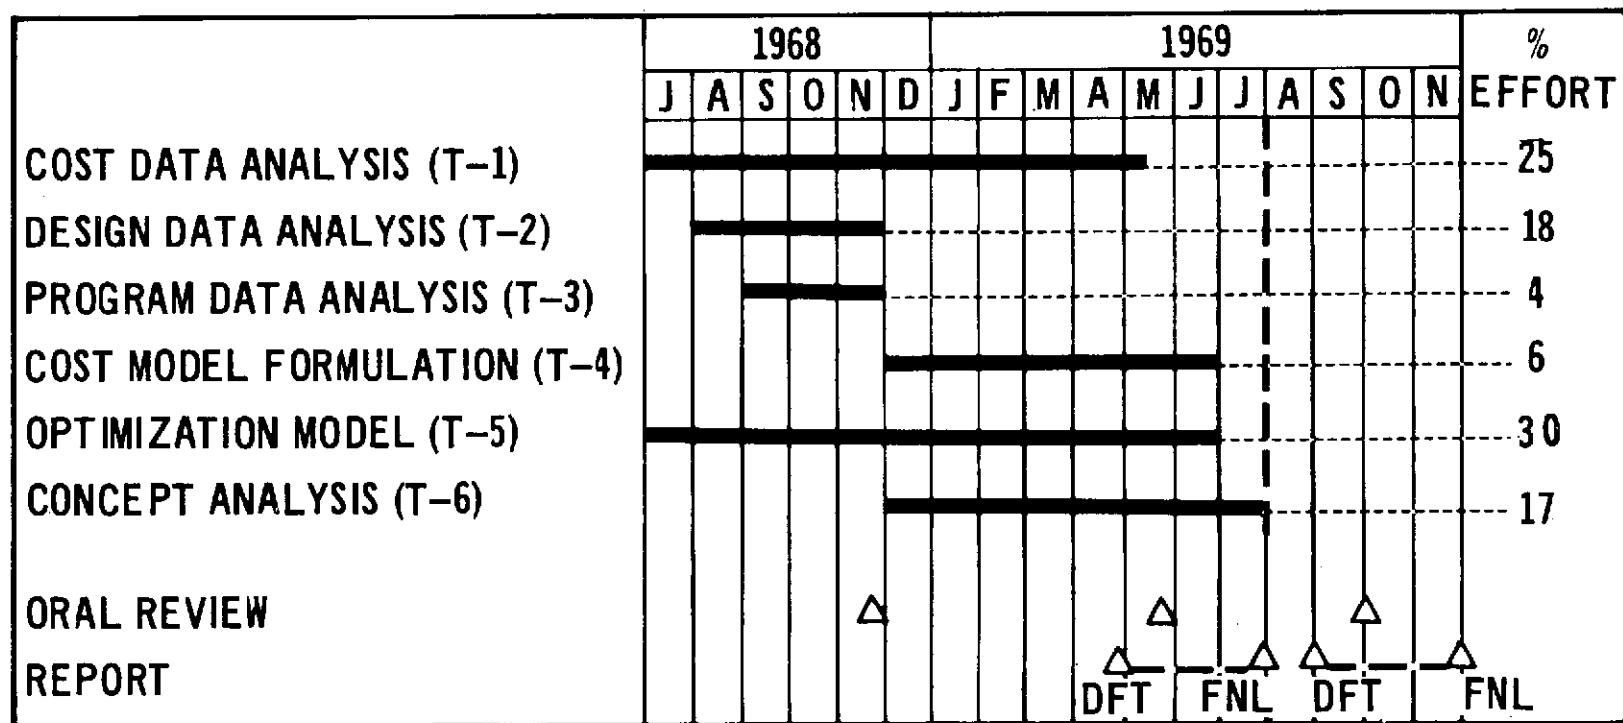 1968 1969 %
J A S O N D J F M A M J J A S O N EFFORT
COST DATA ANALYSIS (T-1) 25
DESIGN DATA ANALYSIS (T-2) 18
PROGRAM DATA ANALYSIS (T-3) 4
COST MODEL FORMULATION (T-4) 6
OPTIMIZATION MODEL (T-5) 30
CONCEPT ANALYSIS (T-6) 17
ORAL REVIEW
REPORT
DFT FNL DFT FNL